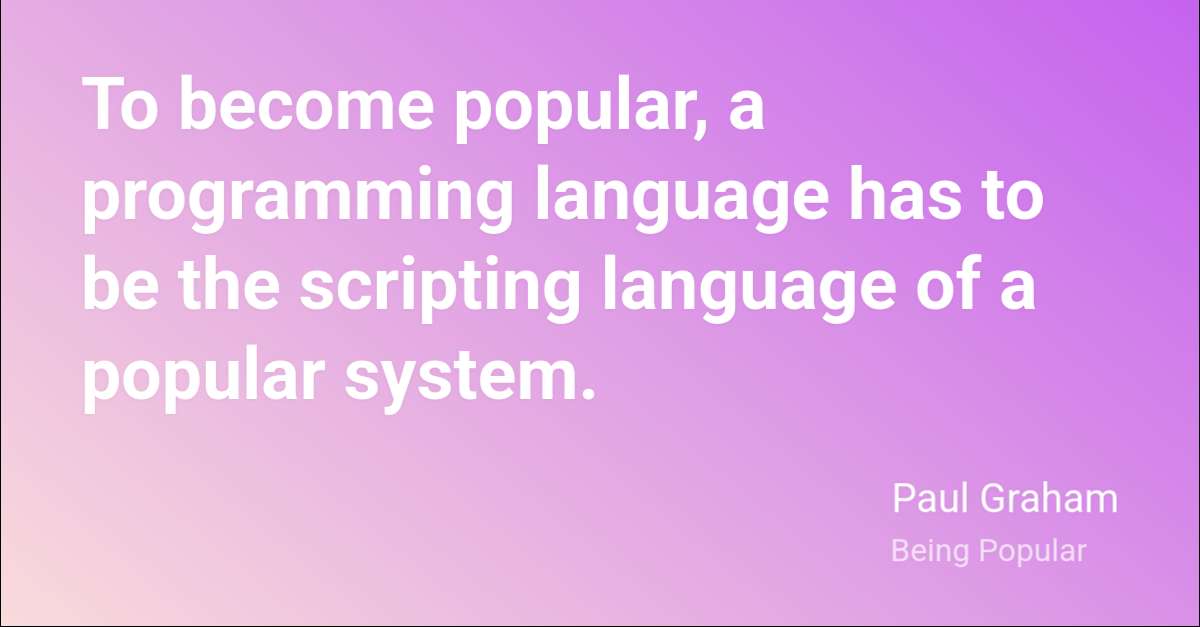 To become popular, a
programming language has to
be the scripting language of a
popular system.
Paul Graham
Being Popular